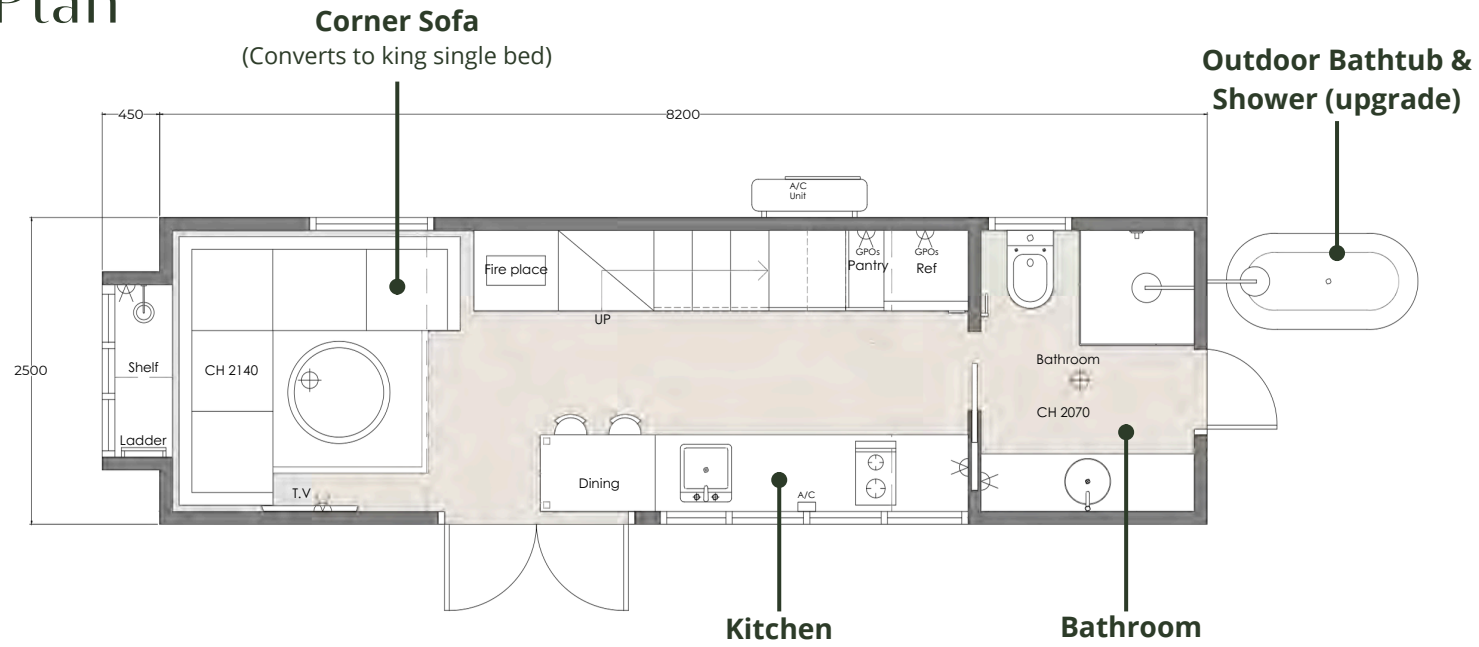 Plan
Corner Sofa
(Converts to king single bed)
Outdoor Bathtub &
Shower (upgrade)
450
8200
A/C
Unit
2500
Fire place
GPOs
Pantry
GPOs
Ref
UP
Shelf
CH 2140
Bathroom
CH 2070
Ladder
T.V
Dining
A/C
Kitchen
Bathroom